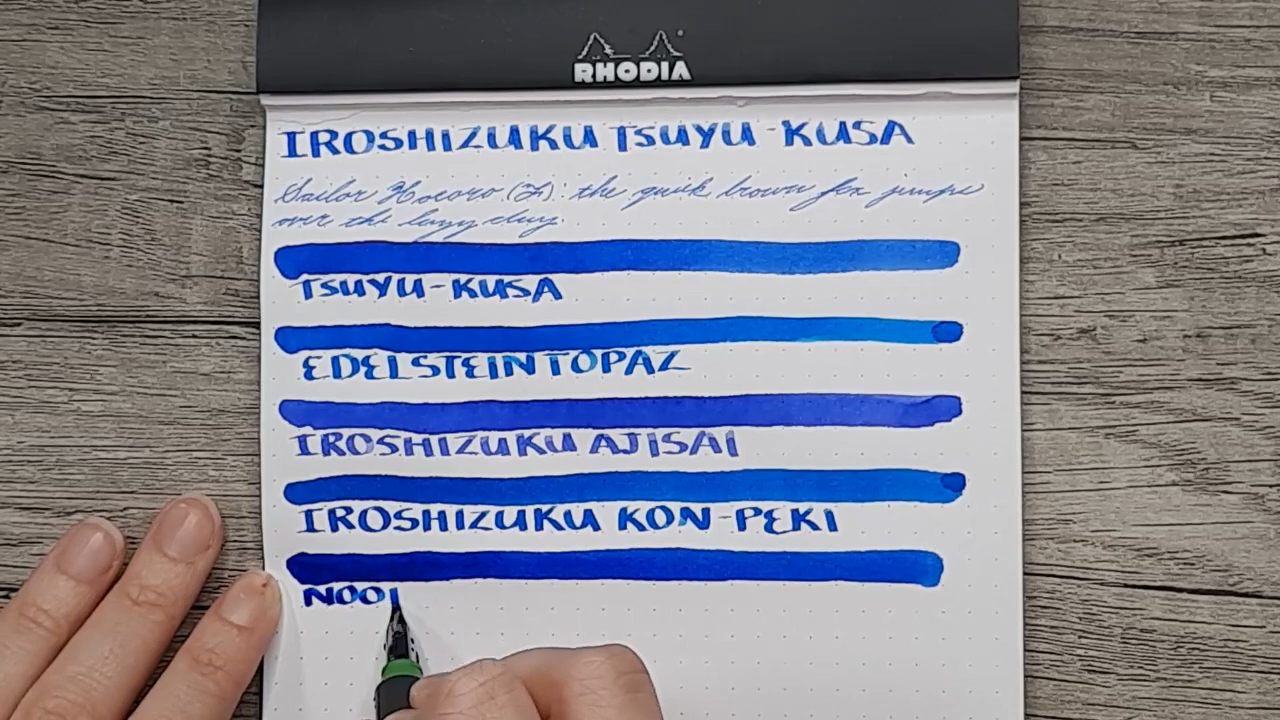 RHODIA
IROSHIZUKU TSUYU-KUSA
Sailor Hocoro (F): the quick brown fox jumps
over the lazy dog.
TSUYU-KUSA
EDELSTEIN TOPAZ
IROSHIZUKU AJISAI
IROSHIZUKU KON-PEKI
NOO